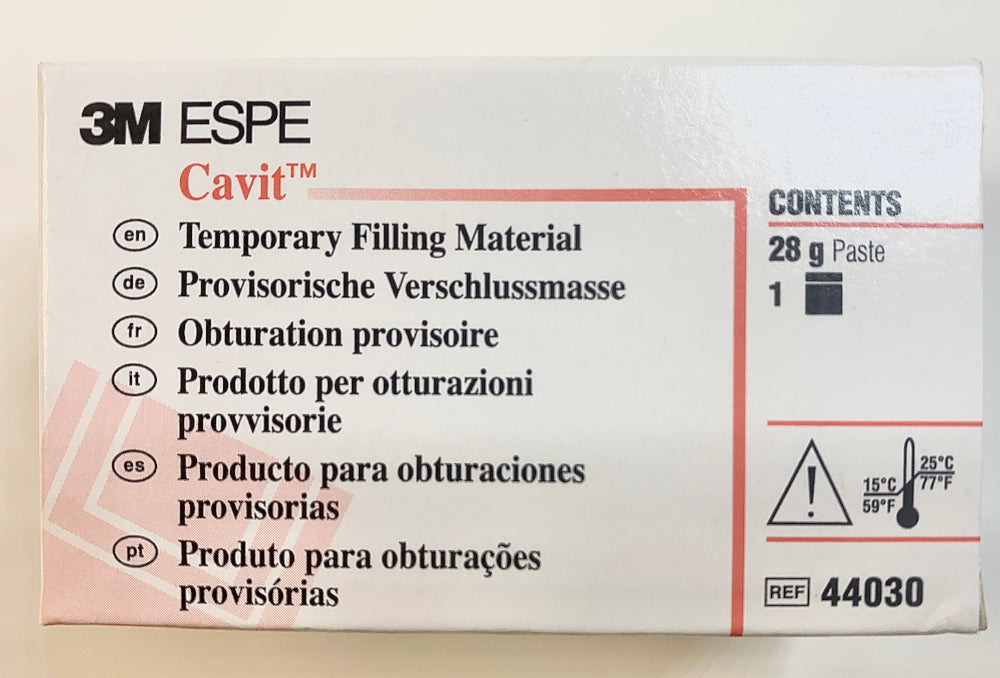 3M ESPE
Cavit™
en Temporary Filling Material
de Provisorische Verschlussmasse
fr Obturation provisoire
it Prodotto per otturazioni
provvisorie
es Producto para obturaciones
provisorias
pt Produto para obturações
provisórias
CONTENTS
28 g Paste
1
25°C
77°F
15°C
59°F
REF 44030